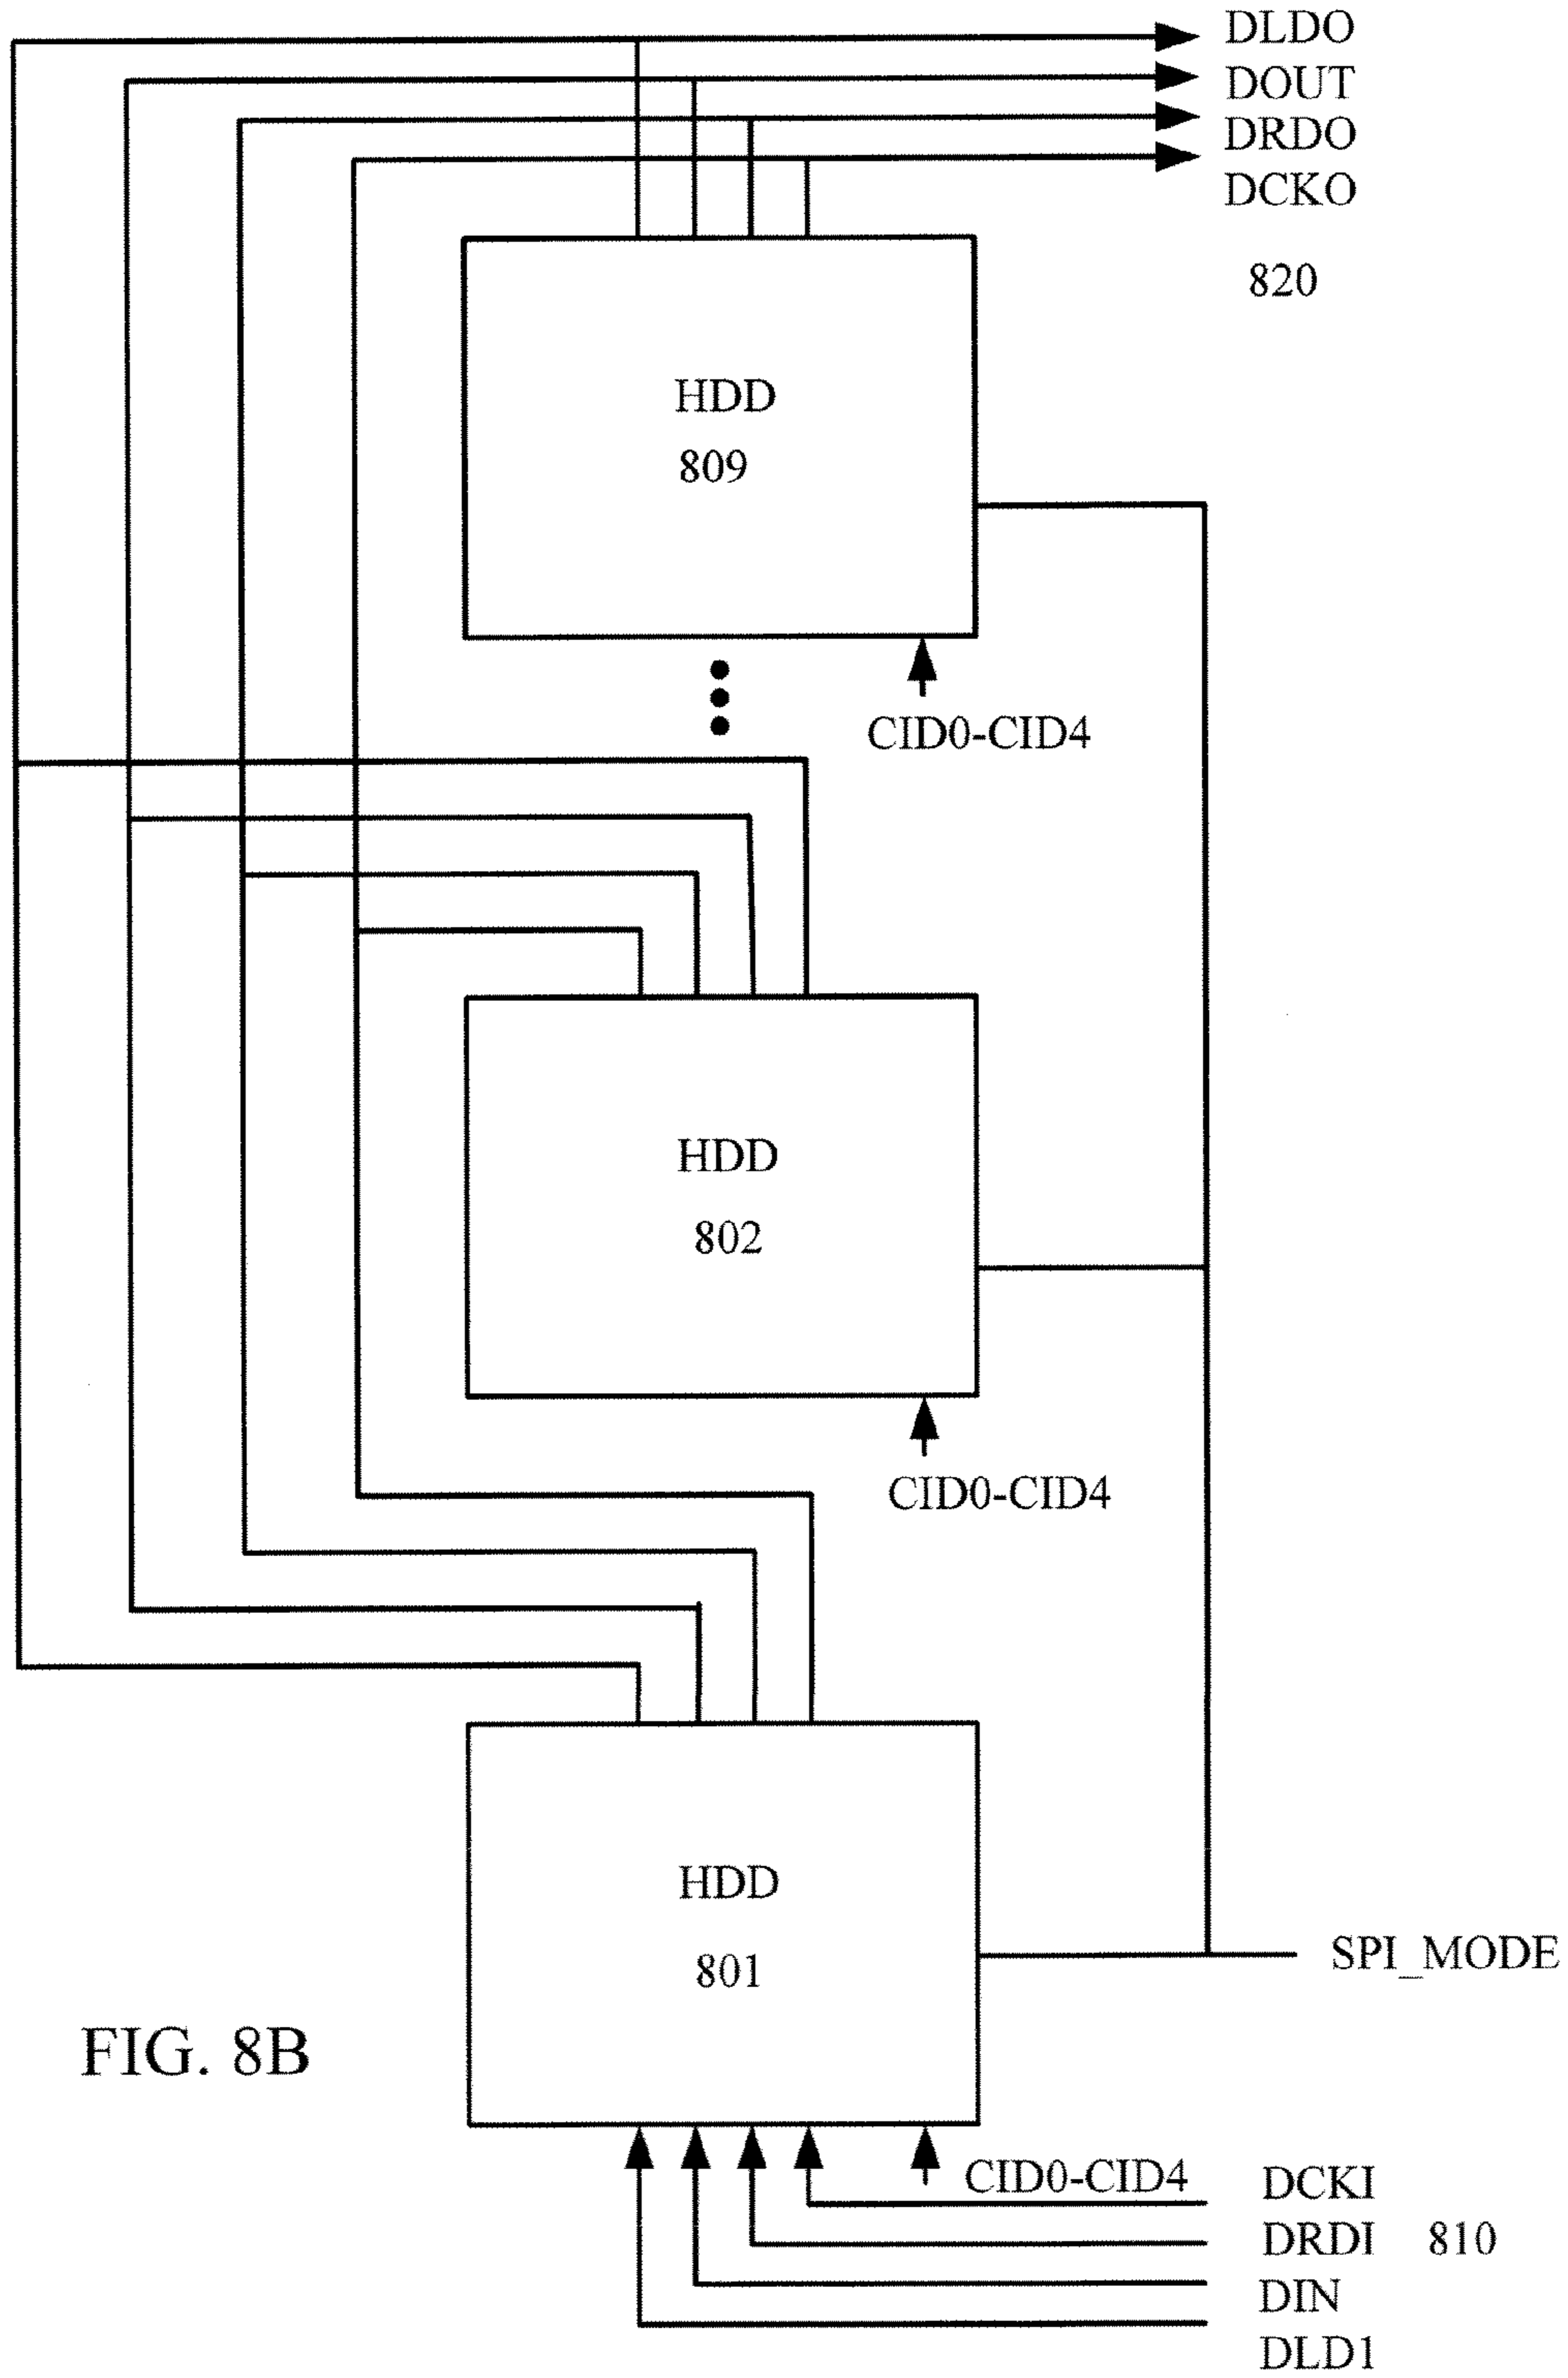 DLDO
DOUT
DRDO
DCKO
820
HDD
809
CID0-CID4
HDD
802
CID0-CID4
HDD
801
SPI_MODE
FIG. 8B
CID0-CID4
DCKI
DRDI 810
DIN
DLD1